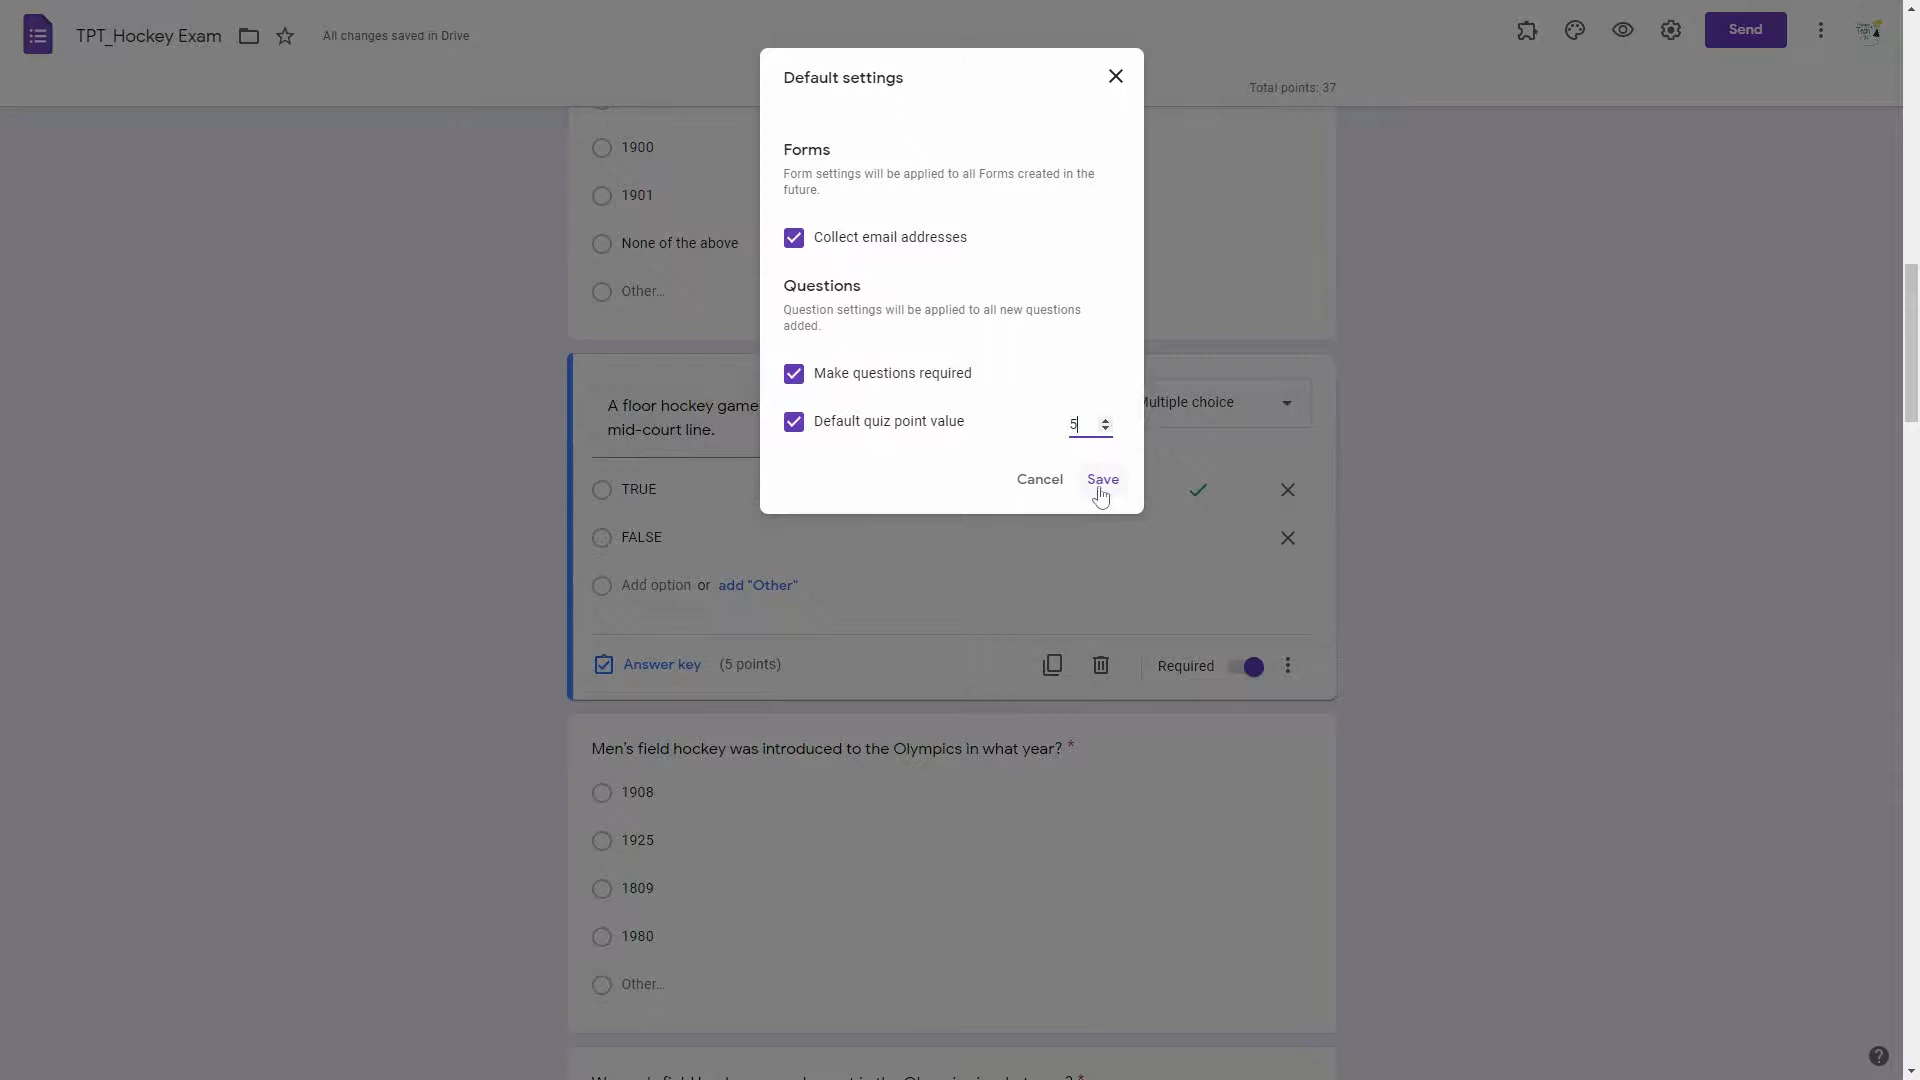 TPT_Hockey Exam
All changes saved in Drive
Send
Total points: 37
Default settings
Forms
Form settings will be applied to all Forms created in the
future.
Collect email addresses
Questions
Question settings will be applied to all new questions
added.
Make questions required
Default quiz point value
5
Cancel
Save
1900
1901
None of the above
Other...
A floor hockey game
mid-court line.
Multiple choice
TRUE
FALSE
Add option or add "Other"
Answer key (5 points)
Required
Men's field hockey was introduced to the Olympics in what year? *
1908
1925
1809
1980
Other...